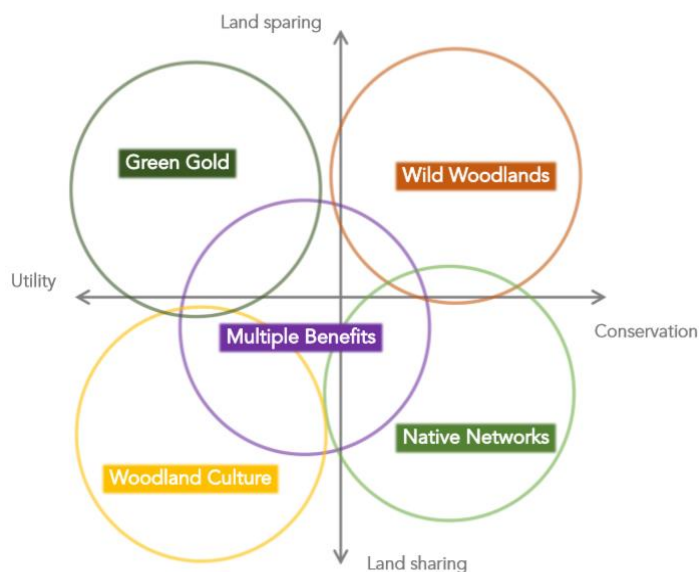 Land sparing
Green Gold
Wild Woodlands
Utility
Multiple Benefits
Conservation
Native Networks
Woodland Culture
Land sharing